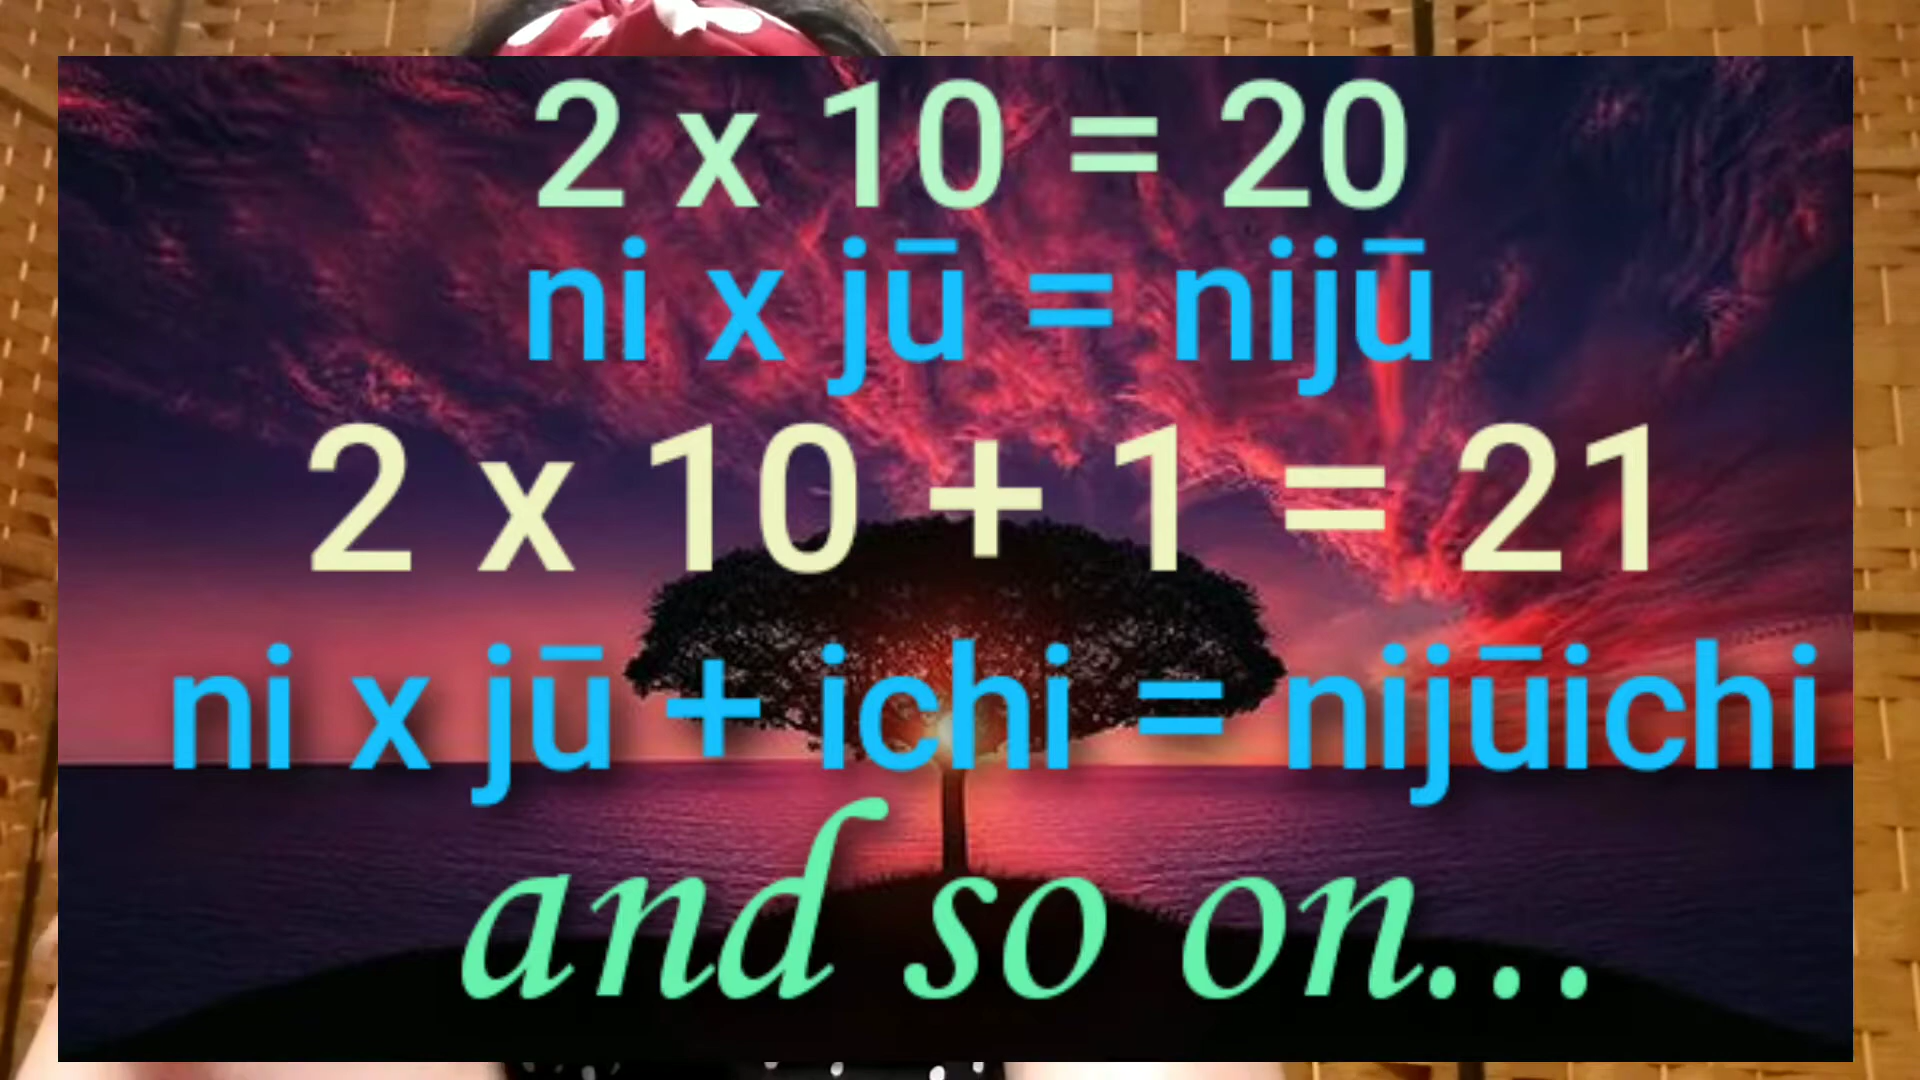 2 x 10 = 20
ni x jū = nijū
2 x 10 + 1 = 21
ni x jū + ichi = nijūichi
and so on...